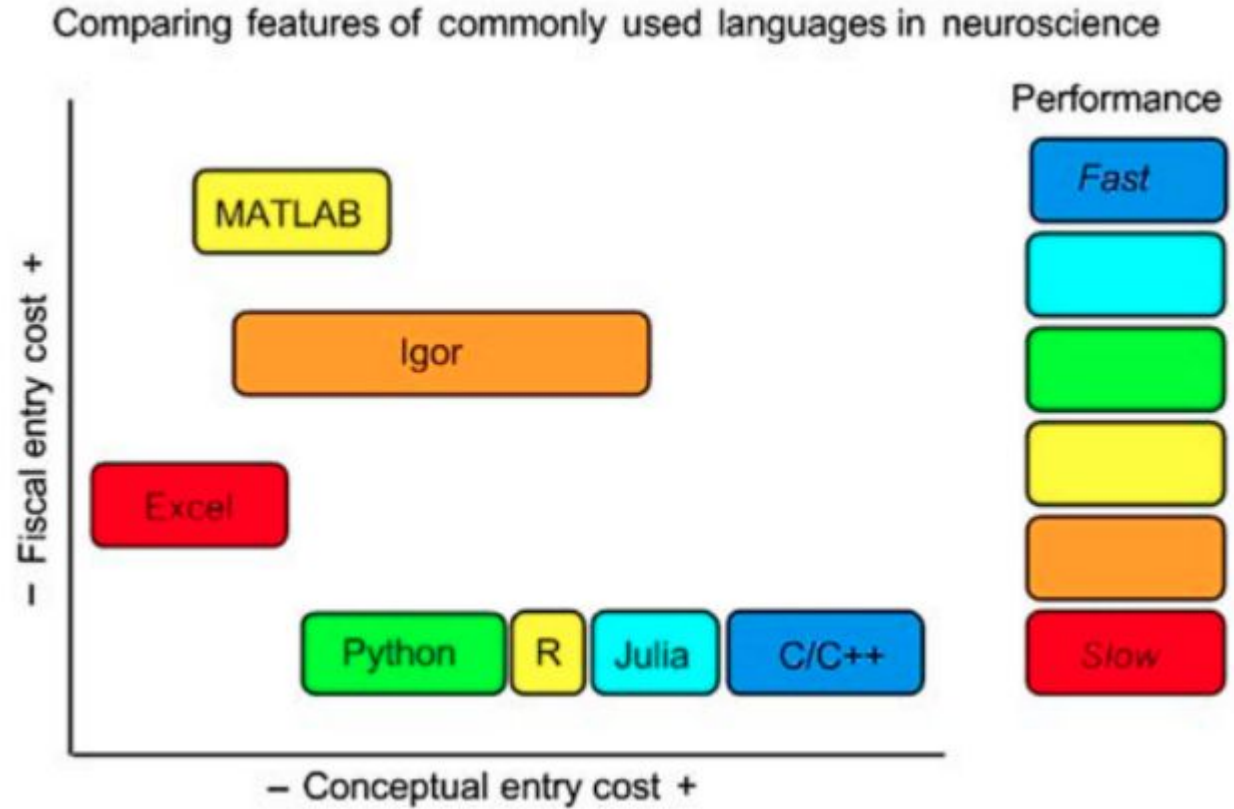 Comparing features of commonly used languages in neuroscience
Performance
Fast
MATLAB
Igor
Excel
Python
R
Julia
C/C++
Slow
– Fiscal entry cost +
– Conceptual entry cost +